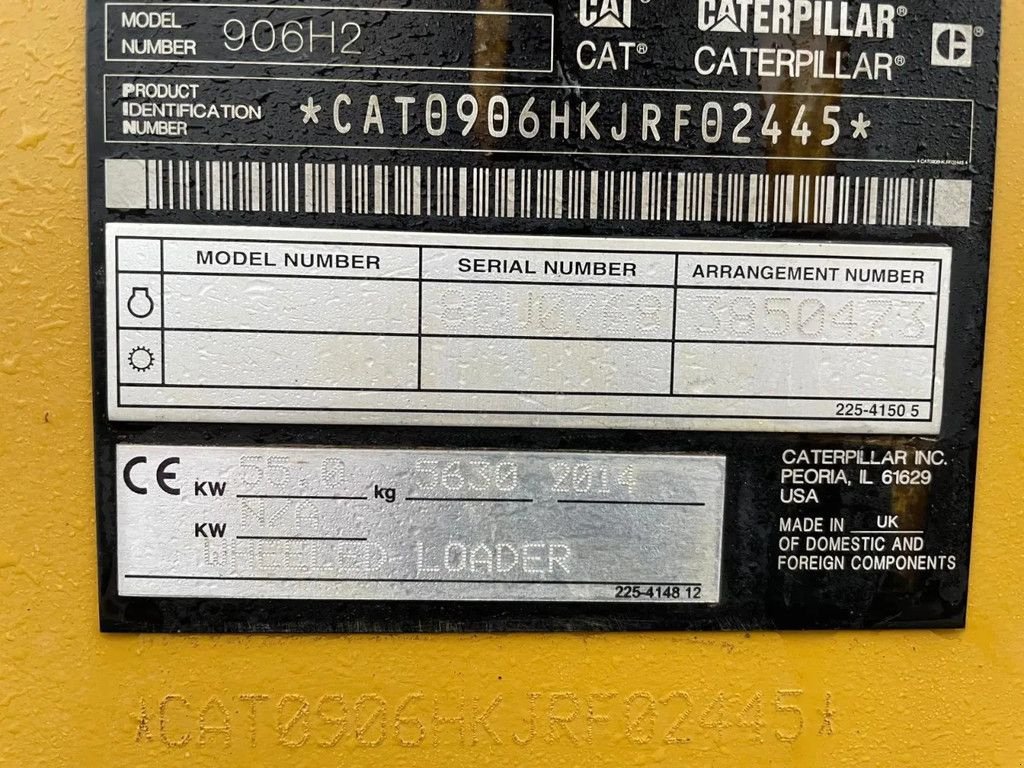 MODEL NUMBER 906H2
CAT CATERPILLAR®
CAT® CATERPILLAR® C®
PRODUCT IDENTIFICATION NUMBER *CAT0906HKJRF02445*
*CAT0906HKJRF02445*
MODEL NUMBER SERIAL NUMBER ARRANGEMENT NUMBER
3850473
225-4150 5
CE KW 55.0 kg 5630 2014
KW N/A
WHEELED LOADER
225-4148 12
CATERPILLAR INC.
PEORIA, IL 61629
USA
MADE IN UK
OF DOMESTIC AND
FOREIGN COMPONENTS
*CAT0906HKJRF02445*